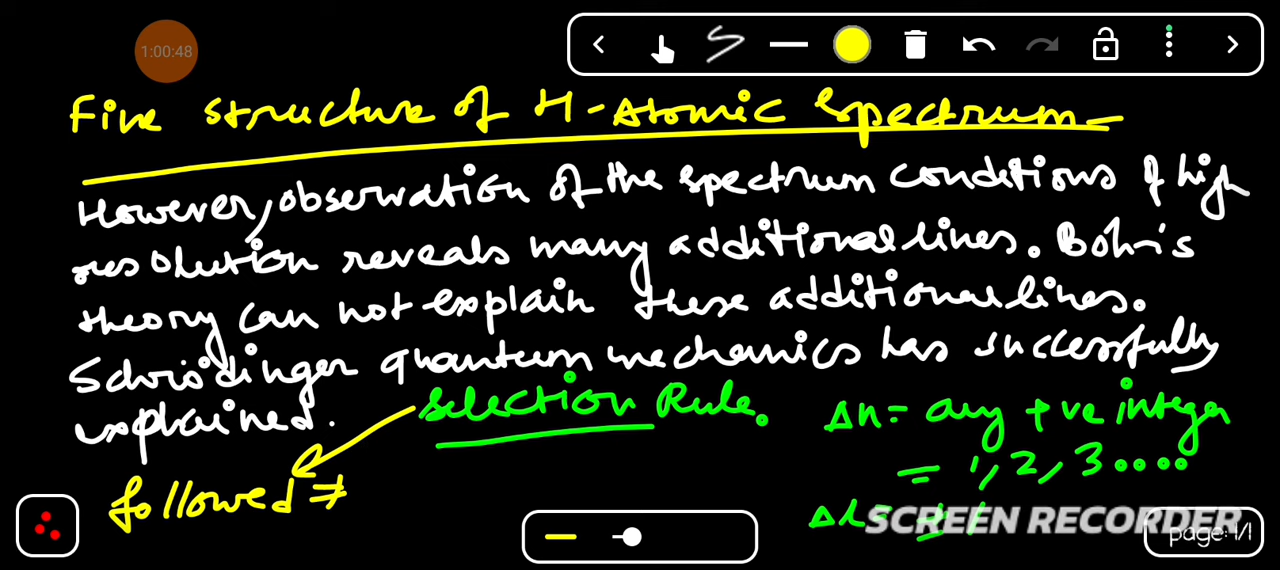 1:00:48
Fine structure of H-Atomic Spectrum-
However, observation of the spectrum conditions of high
resolution reveals many additional lines. Bohr's
theory can not explain these additional lines.
Schrödinger quantum mechanics has successfully
explained. Selection Rule. Δn = any +ve integer
= 1, 2, 3....
followed ⇒
Δl = ± 1
SCREEN RECORDER
page: 1/1